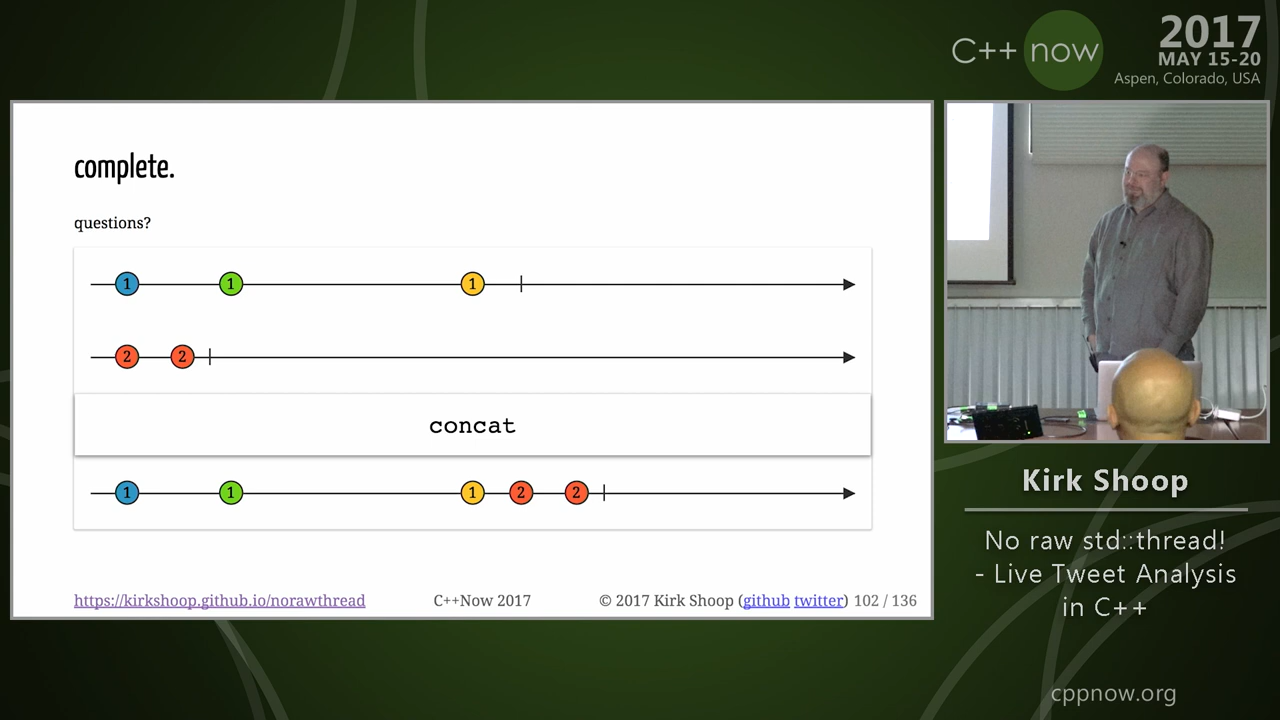 C++ now
2017
MAY 15-20
Aspen, Colorado, USA
complete.
questions?
1 1 1
2 2
concat
1 1 1 2 2
https://kirkshoop.github.io/norawthread C++Now 2017 © 2017 Kirk Shoop (github twitter) 102 / 136
Kirk Shoop
No raw std::thread!
- Live Tweet Analysis
in C++
cppnow.org